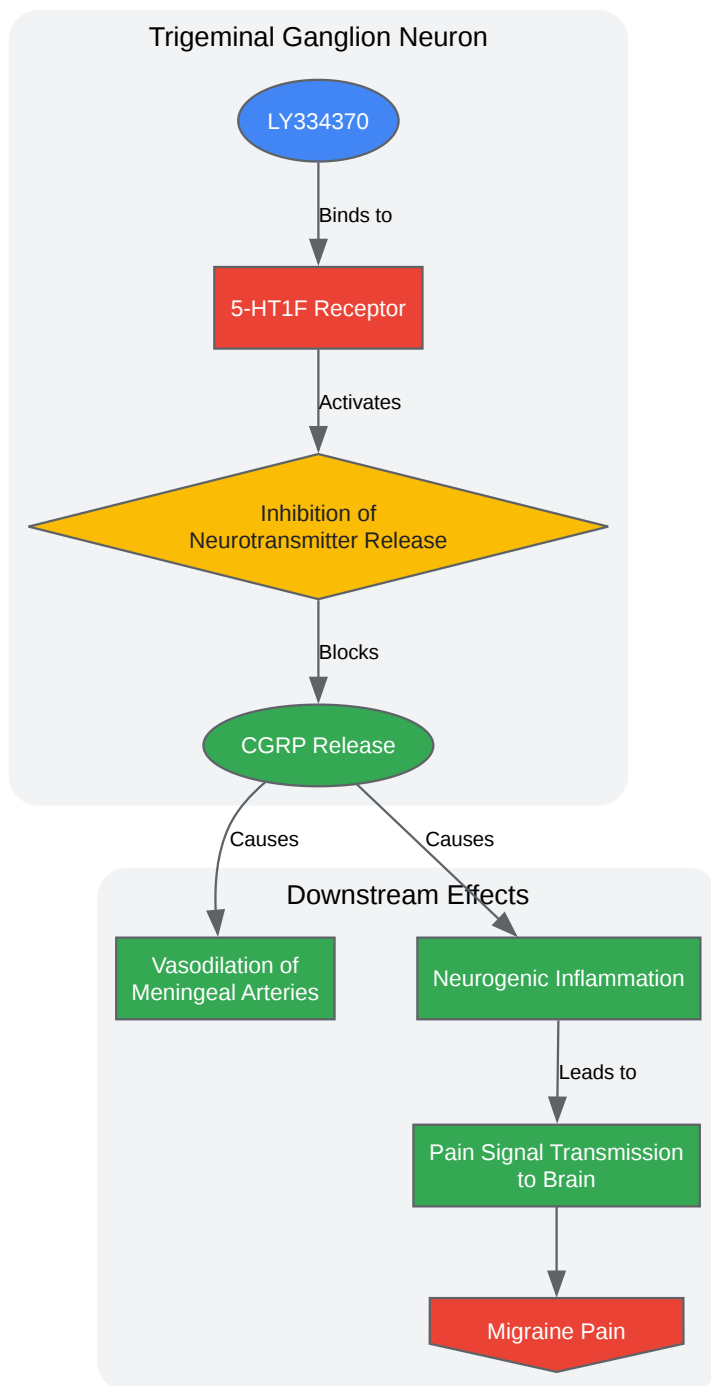 Trigeminal Ganglion Neuron
LY334370
Binds to
5-HT1F Receptor
Activates
Inhibition of
Neurotransmitter Release
Blocks
CGRP Release
Causes
Causes
Downstream Effects
Vasodilation of
Meningeal Arteries
Neurogenic Inflammation
Leads to
Pain Signal Transmission
to Brain
Migraine Pain